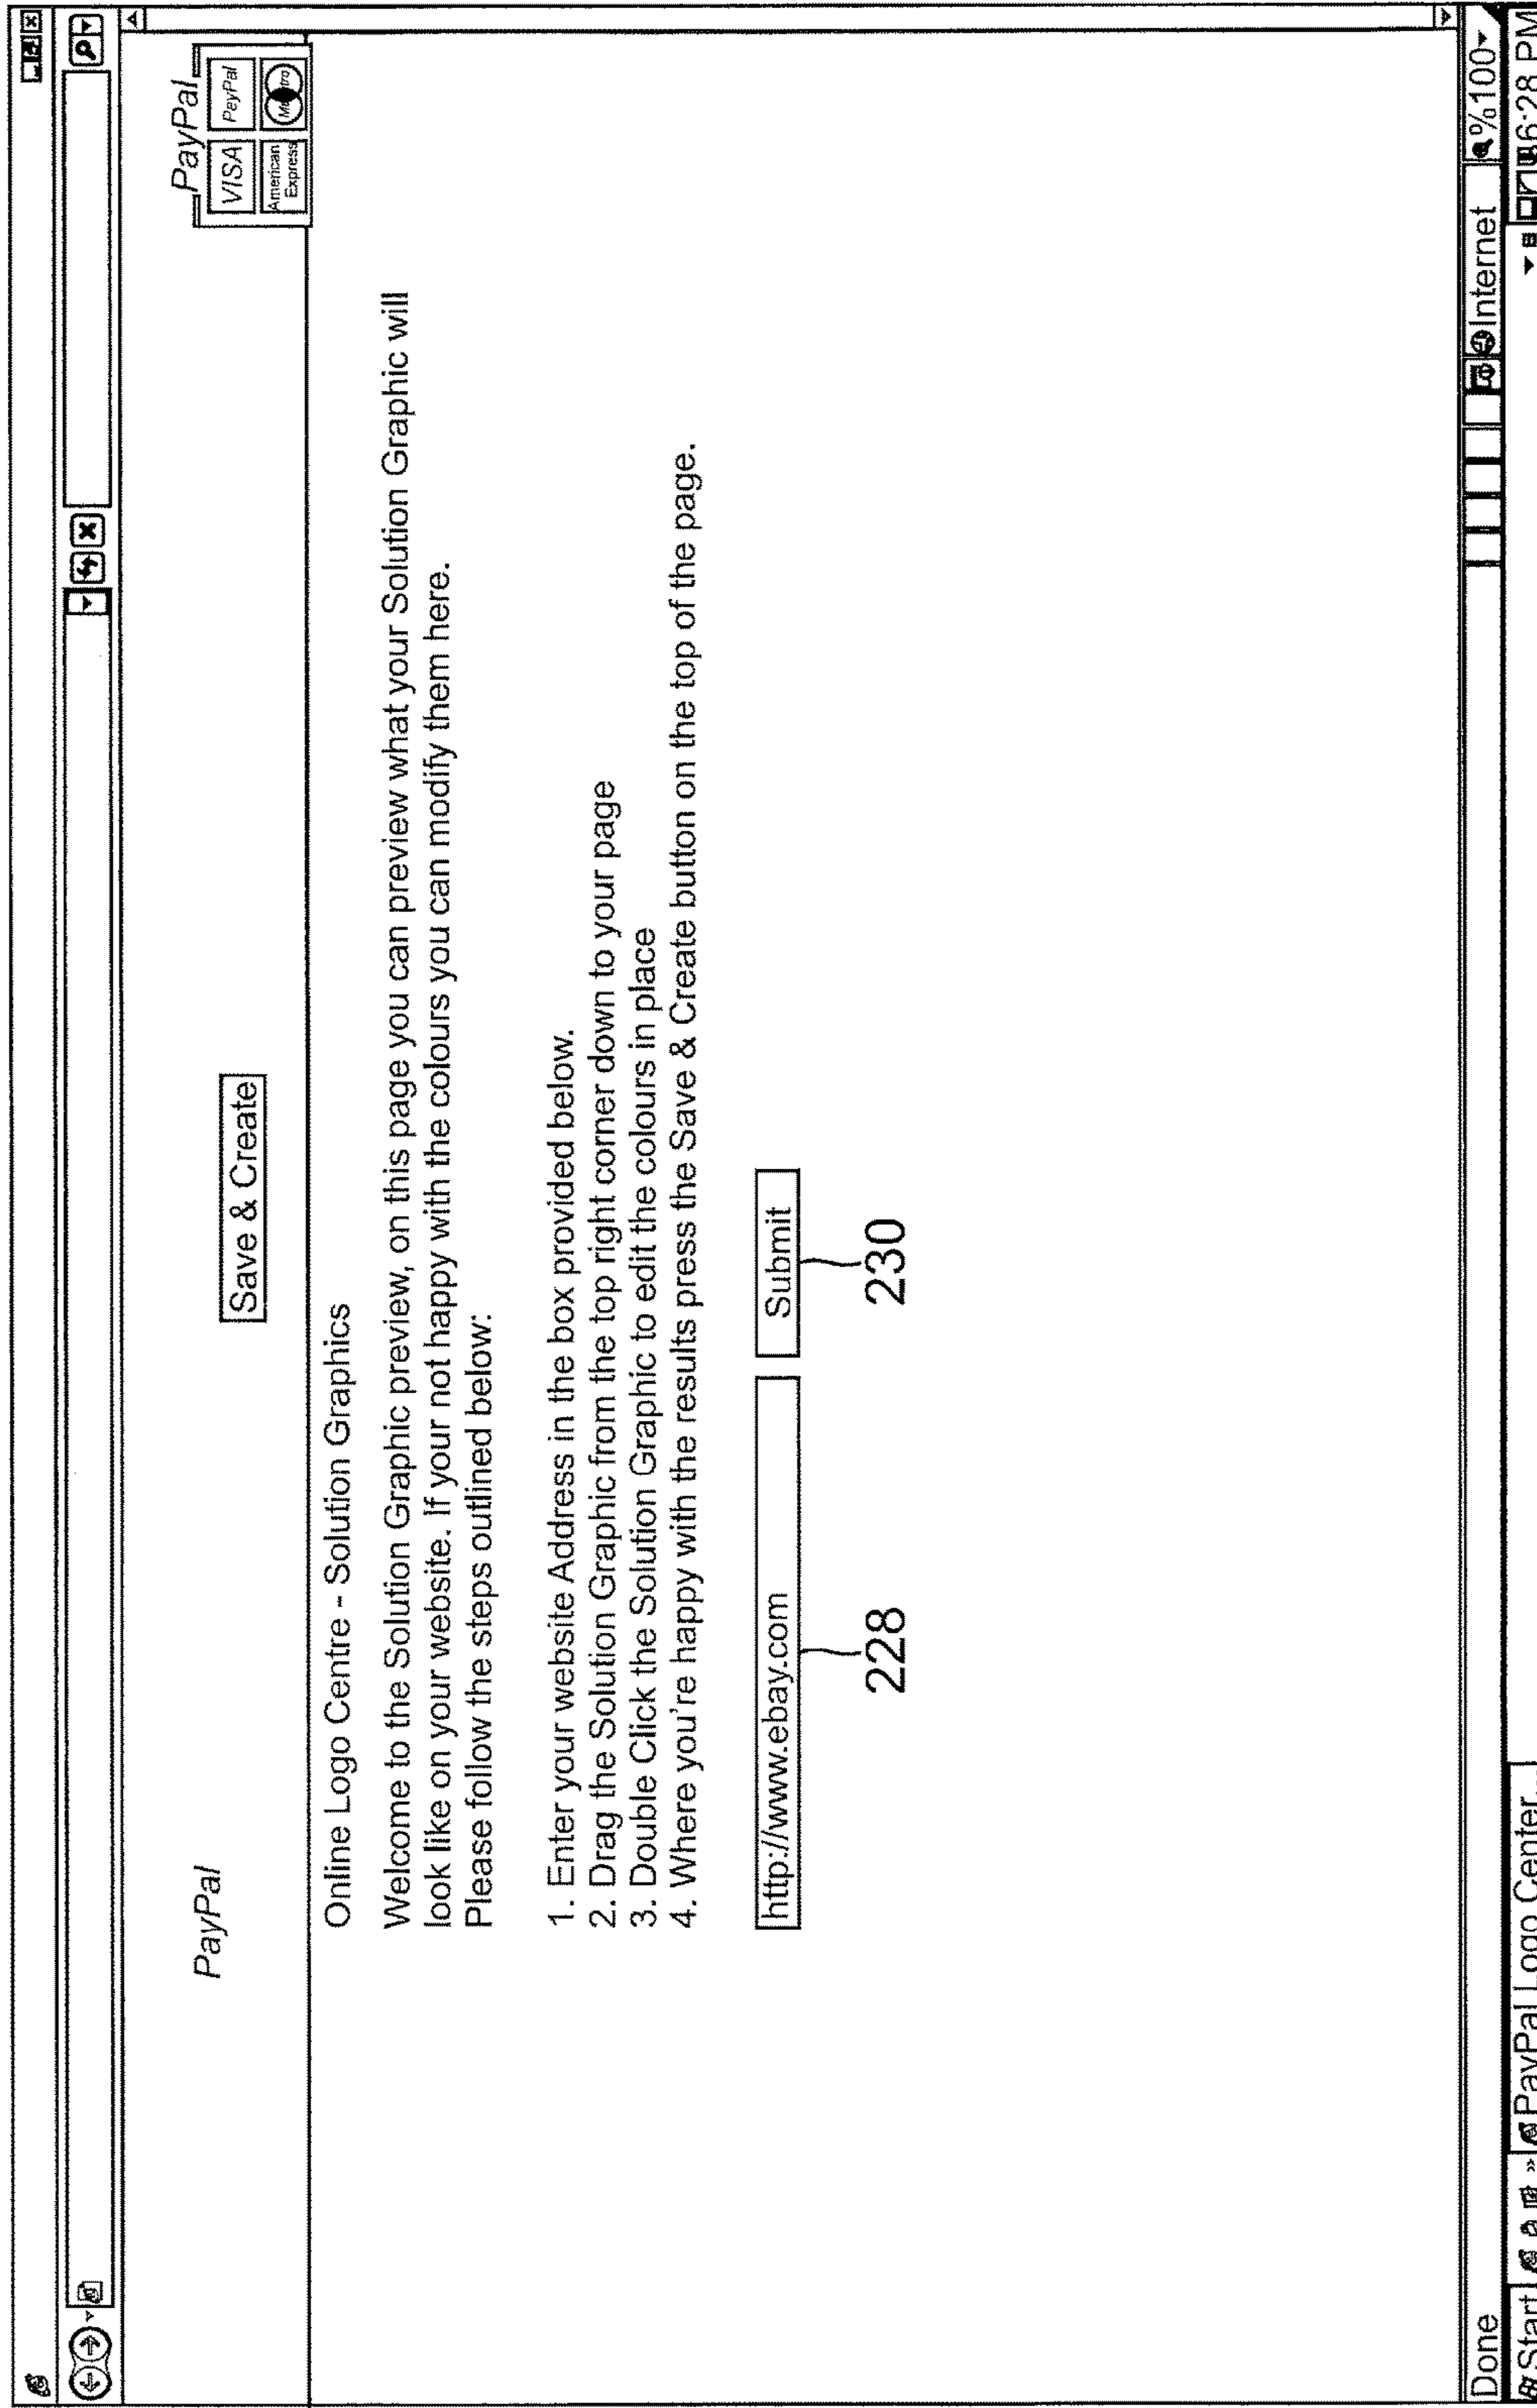 PayPal
Save & Create
PayPal
VISA
PayPal
American
Express
Online Logo Centre - Solution Graphics
Welcome to the Solution Graphic preview, on this page you can preview what your Solution Graphic will
look like on your website. If your not happy with the colours you can modify them here.
Please follow the steps outlined below:
1. Enter your website Address in the box provided below.
2. Drag the Solution Graphic from the top right corner down to your page
3. Double Click the Solution Graphic to edit the colours in place
4. Where you're happy with the results press the Save & Create button on the top of the page.
http://www.ebay.com
Submit
228
230
Done
Internet
%100
Start
»
PayPal Logo Center...
6:28 PM